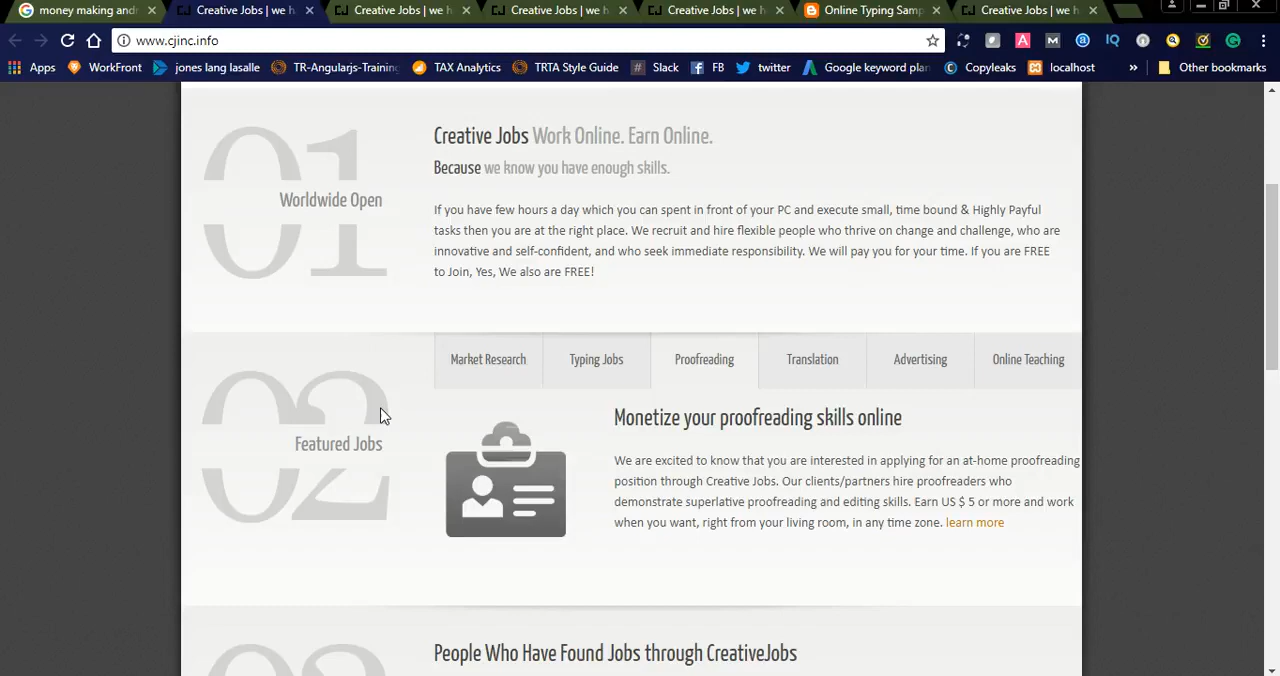 money making andr
Creative Jobs | we h
Creative Jobs | we h
Creative Jobs | we h
Creative Jobs | we h
Online Typing Samp
Creative Jobs | we h
www.cjinc.info
Apps
WorkFront
jones lang lasalle
TR-Angularjs-Training
TAX Analytics
TRTA Style Guide
Slack
FB
twitter
Google keyword plan
Copyleaks
localhost
»
Other bookmarks
01
Worldwide Open
Creative Jobs Work Online. Earn Online.
Because we know you have enough skills.
If you have few hours a day which you can spent in front of your PC and execute small, time bound & Highly Payful
tasks then you are at the right place. We recruit and hire flexible people who thrive on change and challenge, who are
innovative and self-confident, and who seek immediate responsibility. We will pay you for your time. If you are FREE
to Join, Yes, We also are FREE!
02
Featured Jobs
Market Research
Typing Jobs
Proofreading
Translation
Advertising
Online Teaching
Monetize your proofreading skills online
We are excited to know that you are interested in applying for an at-home proofreading
position through Creative Jobs. Our clients/partners hire proofreaders who
demonstrate superlative proofreading and editing skills. Earn US $ 5 or more and work
when you want, right from your living room, in any time zone. learn more
People Who Have Found Jobs through CreativeJobs